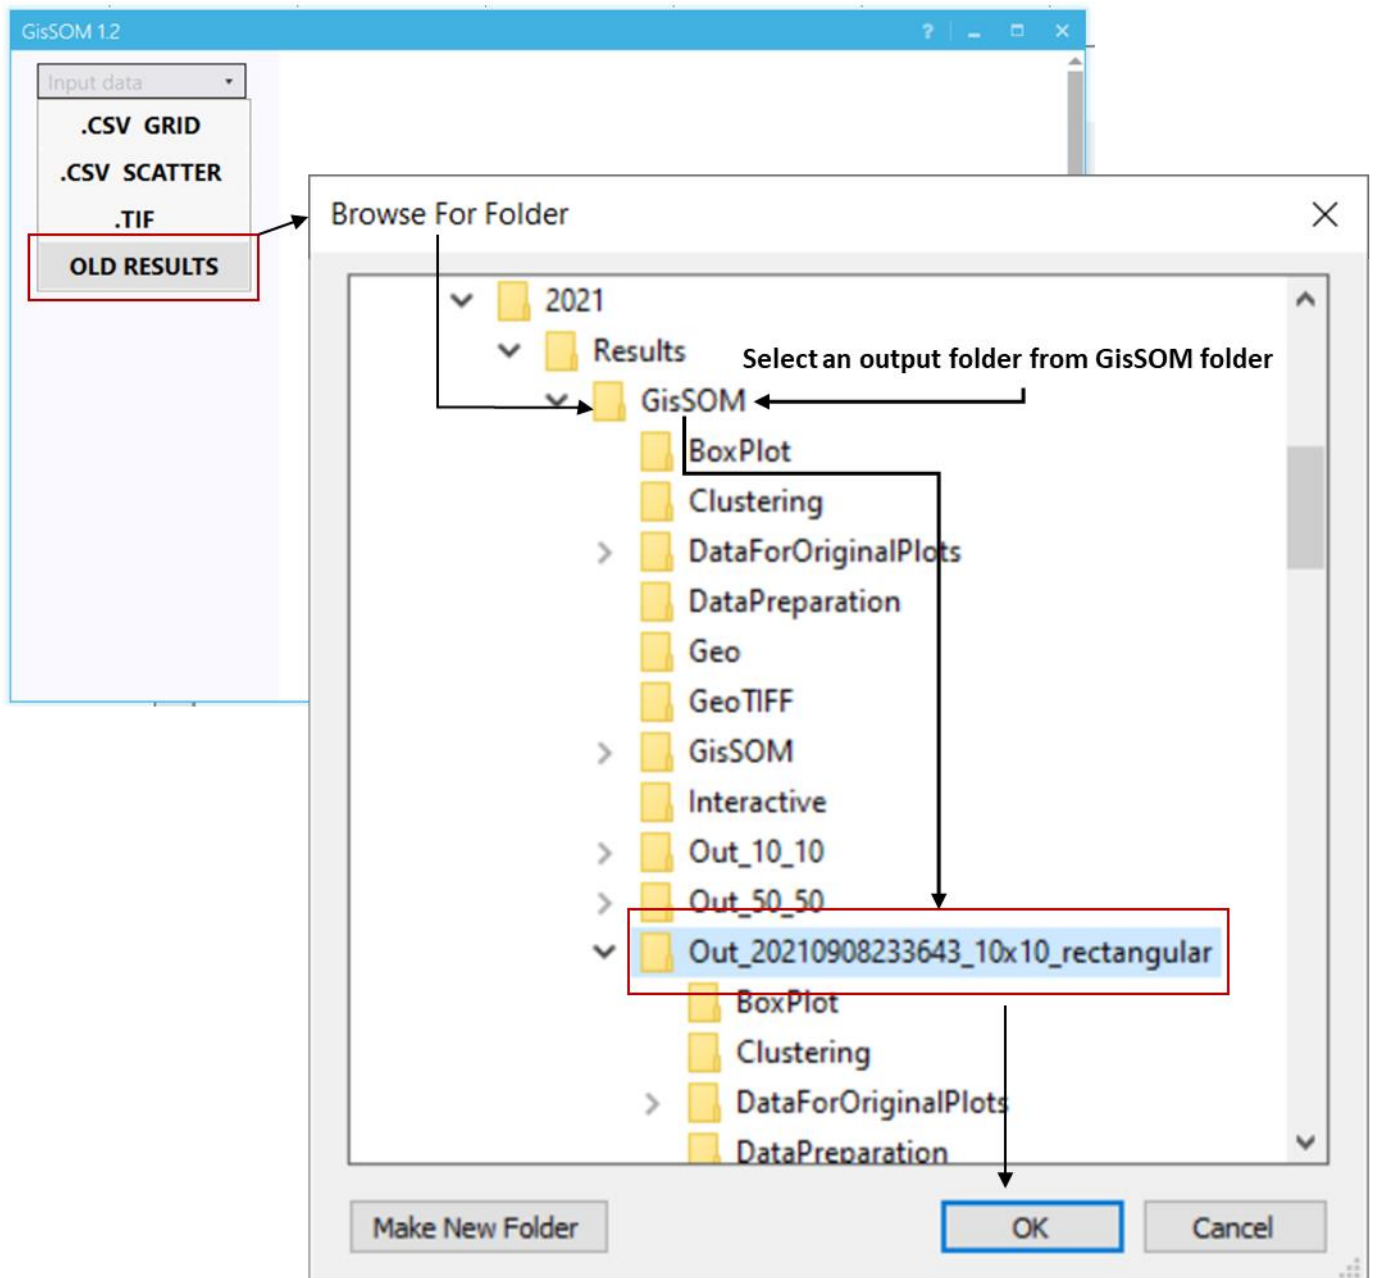 GisSOM 1.2
?
Input data
.CSV GRID
.CSV SCATTER
.TIF
OLD RESULTS
Browse For Folder
2021
Results
Select an output folder from GisSOM folder
GisSOM
BoxPlot
Clustering
DataForOriginalPlots
DataPreparation
Geo
GeoTIFF
GisSOM
Interactive
Out_10_10
Out_50_50
Out_20210908233643_10x10_rectangular
BoxPlot
Clustering
DataForOriginalPlots
DataPreparation
Make New Folder OK Cancel